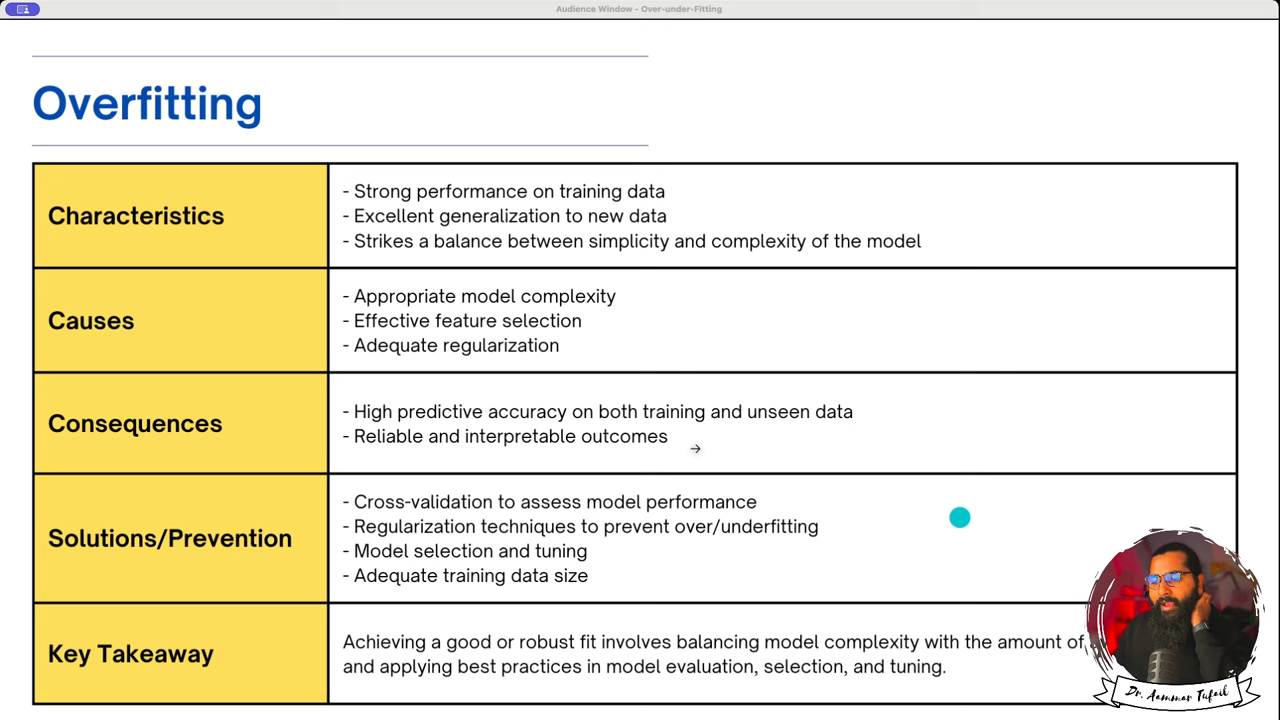 Audience Window - Over-under-Fitting
Overfitting
Characteristics
- Strong performance on training data
- Excellent generalization to new data
- Strikes a balance between simplicity and complexity of the model
Causes
- Appropriate model complexity
- Effective feature selection
- Adequate regularization
Consequences
- High predictive accuracy on both training and unseen data
- Reliable and interpretable outcomes
Solutions/Prevention
- Cross-validation to assess model performance
- Regularization techniques to prevent over/underfitting
- Model selection and tuning
- Adequate training data size
Key Takeaway
Achieving a good or robust fit involves balancing model complexity with the amount of
and applying best practices in model evaluation, selection, and tuning.
Dr. Aammar Tufail